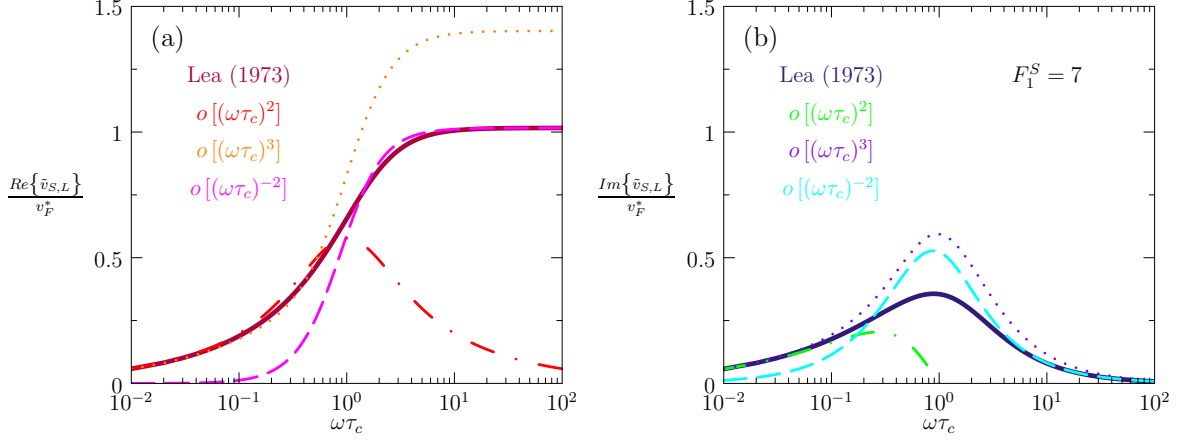 (a)
Lea (1973)
o [(ωτ_c)^2]
o [(ωτ_c)^3]
o [(ωτ_c)^{-2}]
1.5
1
0.5
0
Re{ṽ_{S,L}}
v_F^*
10^{-2} 10^{-1} 10^0 10^1 10^2
ωτ_c
(b)
Lea (1973) F_1^S = 7
o [(ωτ_c)^2]
o [(ωτ_c)^3]
o [(ωτ_c)^{-2}]
1.5
1
0.5
0
Im{ṽ_{S,L}}
v_F^*
10^{-2} 10^{-1} 10^0 10^1 10^2
ωτ_c